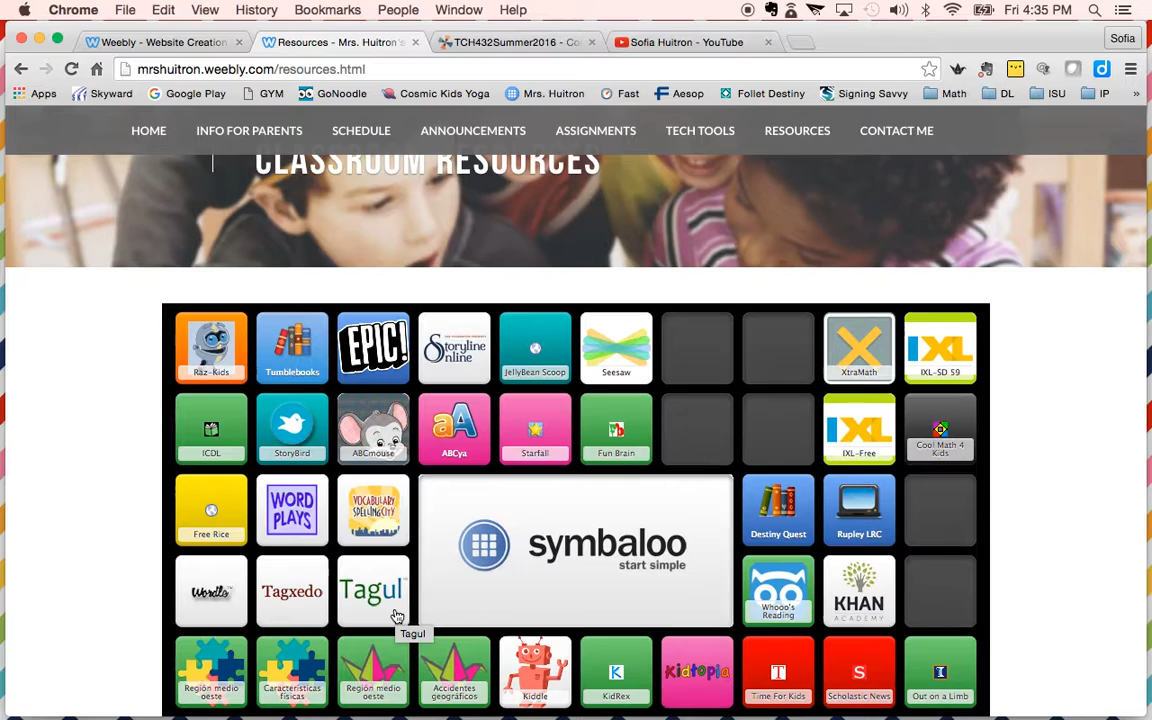 Chrome File Edit View History Bookmarks People Window Help Fri 4:35 PM
Weebly - Website Creation × Resources - Mrs. Huitron's × TCH432Summer2016 - Co × Sofia Huitron - YouTube × Sofia
mrshuitron.weebly.com/resources.html
Apps Skyward Google Play GYM GoNoodle Cosmic Kids Yoga Mrs. Huitron Fast Aesop Follet Destiny Signing Savvy Math DL ISU IP »
HOME INFO FOR PARENTS SCHEDULE ANNOUNCEMENTS ASSIGNMENTS TECH TOOLS RESOURCES CONTACT ME
CLASSROOM RESOURCES
Raz-Kids Tumblebooks EPIC! Storyline Online JellyBean Scoop Seesaw XtraMath IXL IXL-SD 59
ICDL StoryBird ABCmouse aA ABCya Starfall Fun Brain IXL IXL-Free Cool Math 4 Kids
Free Rice WORD PLAYS VOCABULARY SPELLINGCITY symbaloo start simple Destiny Quest Rupley LRC
Wordle™ Tagxedo Tagul Whooo's Reading KHAN ACADEMY
Tagul
Región medio oeste Características físicas Región medio oeste Accidentes geográficos Kiddle K KidRex Kidtopia T Time For Kids S Scholastic News I Out on a Limb